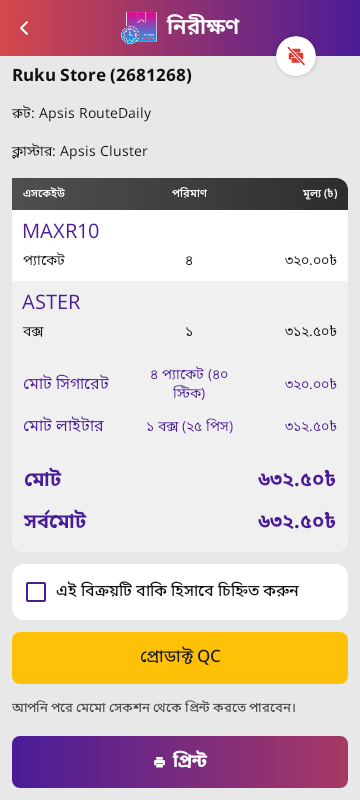 নিরীক্ষণ
Ruku Store (2681268)
রুট: Apsis RouteDaily
ক্লাস্টার: Apsis Cluster
এসকেইউ পরিমাণ মূল্য (৳)
MAXR10
প্যাকেট ৪ ৩২০.০০৳
ASTER
বক্স ১ ৩১২.৫০৳
মোট সিগারেট ৪ প্যাকেট (৪০ স্টিক) ৩২০.০০৳
মোট লাইটার ১ বক্স (২৫ পিস) ৩১২.৫০৳
মোট ৬৩২.৫০৳
সর্বমোট ৬৩২.৫০৳
এই বিক্রয়টি বাকি হিসাবে চিহ্নিত করুন
প্রোডাক্ট QC
আপনি পরে মেমো সেকশন থেকে প্রিন্ট করতে পারবেন।
প্রিন্ট